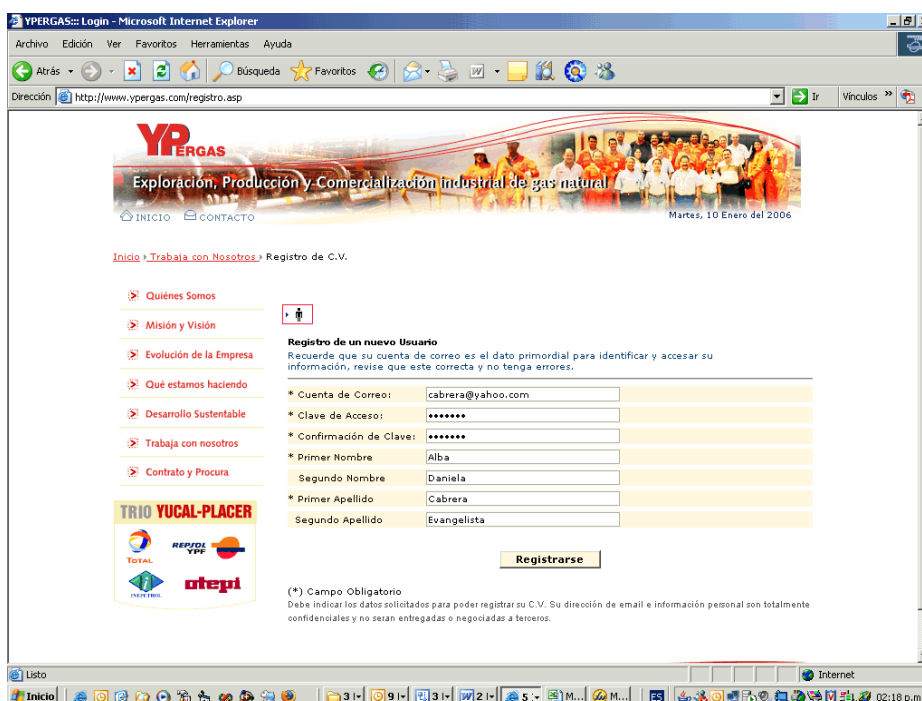 YPERGAS::: Login - Microsoft Internet Explorer
Archivo Edición Ver Favoritos Herramientas Ayuda
Atrás Búsqueda Favoritos
Dirección http://www.ypergas.com/registro.asp Ir Vínculos »
YPERGAS
Exploración, Producción y Comercialización industrial de gas natural
INICIO CONTACTO Martes, 10 Enero del 2006
Inicio Trabaja con Nosotros Registro de C.V.
Quiénes Somos
Misión y Visión
Evolución de la Empresa
Qué estamos haciendo
Desarrollo Sustentable
Trabaja con nosotros
Contrato y Procura
TRIO YUCAL-PLACER
TOTAL REPSOL YPF
INEPETROL otepi
Registro de un nuevo Usuario
Recuerde que su cuenta de correo es el dato primordial para identificar y accesar su
información, revise que este correcta y no tenga errores.
* Cuenta de Correo: cabrera@yahoo.com
* Clave de Acceso: •••••••
* Confirmación de Clave: •••••••
* Primer Nombre Alba
Segundo Nombre Daniela
* Primer Apellido Cabrera
Segundo Apellido Evangelista
Registrarse
(*) Campo Obligatorio
Debe indicar los datos solicitados para poder registrar su C.V. Su dirección de email e información personal son totalmente
confidenciales y no seran entregadas o negociadas a terceros.
Listo Internet
Inicio 3 I 9 I 3 I 2 I 5 M... M... ES 02:18 p.m.